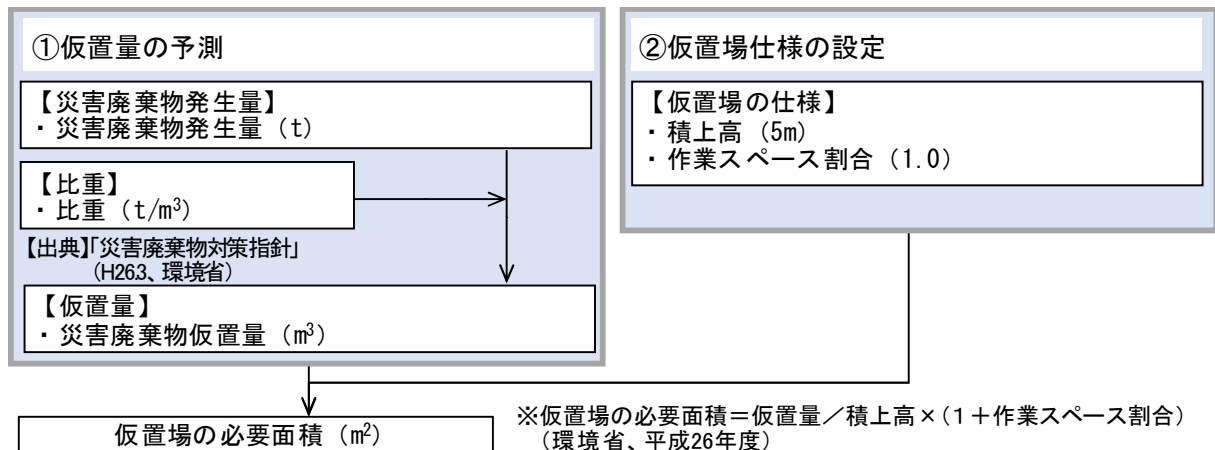 ①仮置量の予測
【災害廃棄物発生量】
・災害廃棄物発生量（t）
【比重】
・比重（t/m³）
【出典】「災害廃棄物対策指針」
（H26.3、環境省）
【仮置量】
・災害廃棄物仮置量（m³）
②仮置場仕様の設定
【仮置場の仕様】
・積上高（5m）
・作業スペース割合（1.0）
仮置場の必要面積（m²）
※仮置場の必要面積＝仮置量／積上高×（１＋作業スペース割合）
（環境省、平成26年度）